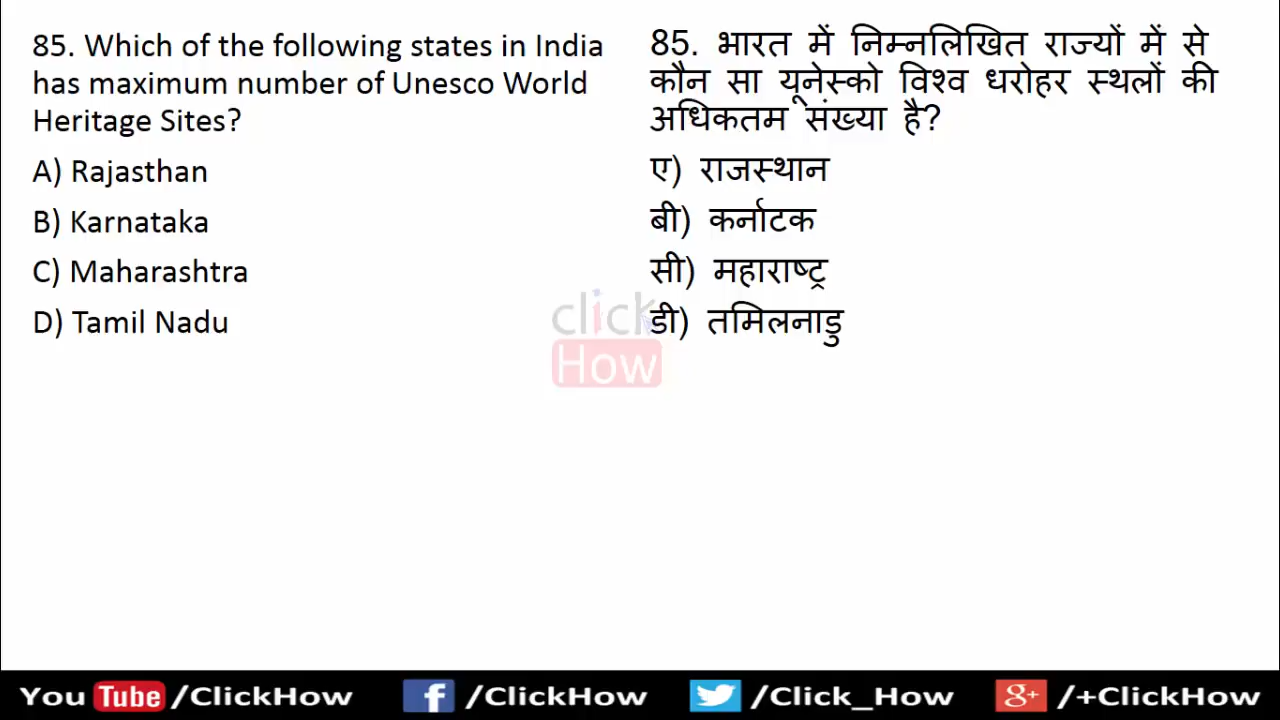 85. Which of the following states in India
has maximum number of Unesco World
Heritage Sites?
A) Rajasthan
B) Karnataka
C) Maharashtra
D) Tamil Nadu
85. भारत में निम्नलिखित राज्यों में से
कौन सा यूनेस्को विश्व धरोहर स्थलों की
अधिकतम संख्या है?
ए) राजस्थान
बी) कर्नाटक
सी) महाराष्ट्र
डी) तमिलनाडु
click
How
You Tube /ClickHow f /ClickHow /Click_How g+ /+ClickHow